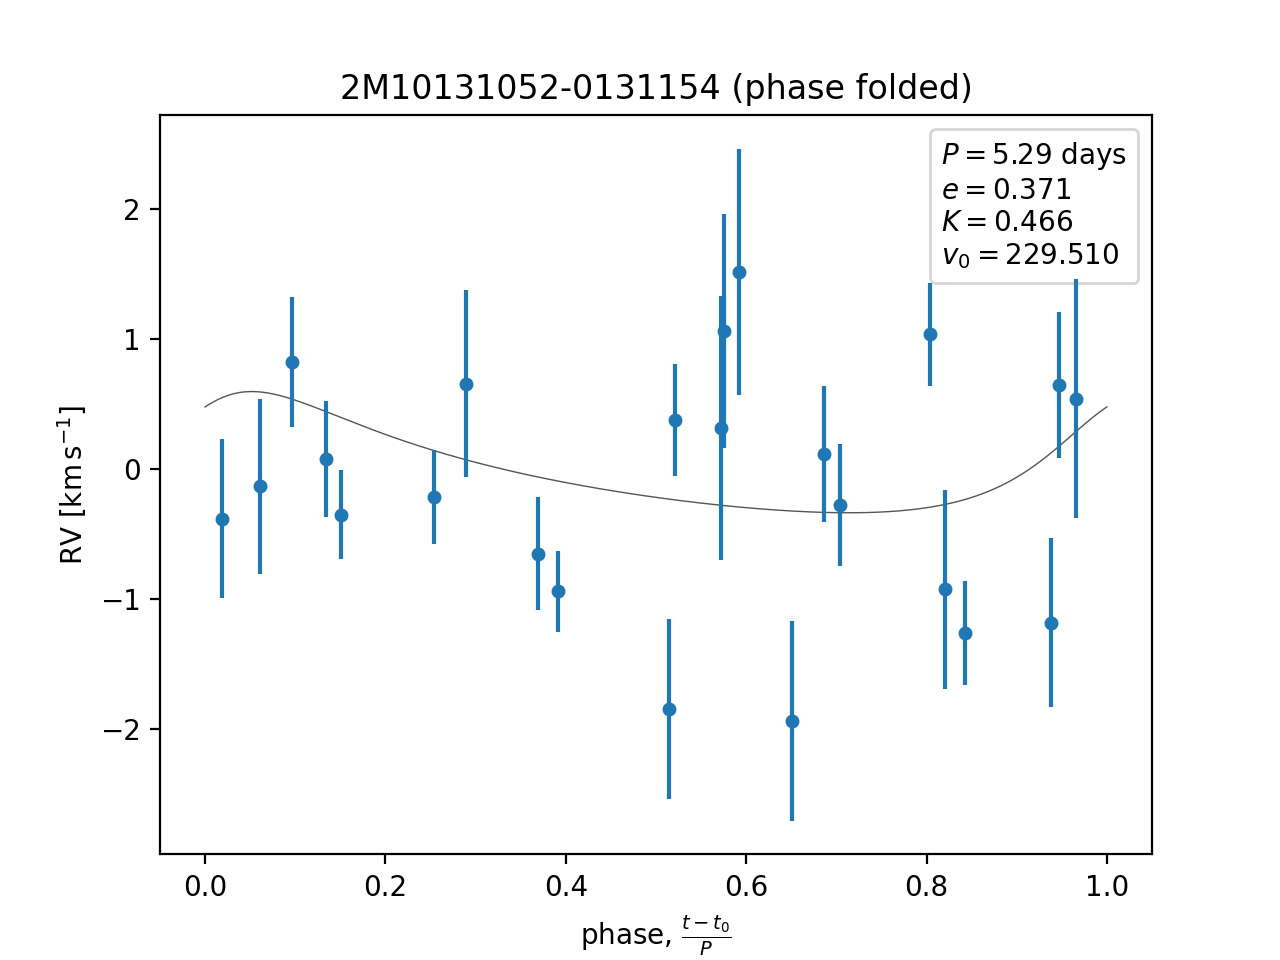 2M10131052-0131154 (phase folded)
P = 5.29 days
e = 0.371
K = 0.466
v₀ = 229.510
RV [km s⁻¹]
2
1
0
−1
−2
0.0 0.2 0.4 0.6 0.8 1.0
phase, (t − t₀)/P